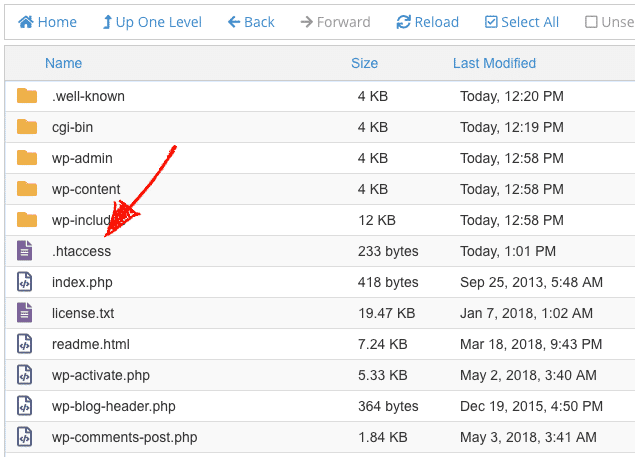 Home Up One Level Back Forward Reload Select All Unse
Name Size Last Modified
.well-known 4 KB Today, 12:20 PM
cgi-bin 4 KB Today, 12:19 PM
wp-admin 4 KB Today, 12:58 PM
wp-content 4 KB Today, 12:58 PM
wp-includ 12 KB Today, 12:58 PM
.htaccess 233 bytes Today, 1:01 PM
index.php 418 bytes Sep 25, 2013, 5:48 AM
license.txt 19.47 KB Jan 7, 2018, 1:02 AM
readme.html 7.24 KB Mar 18, 2018, 9:43 PM
wp-activate.php 5.33 KB May 2, 2018, 3:40 AM
wp-blog-header.php 364 bytes Dec 19, 2015, 4:50 PM
wp-comments-post.php 1.84 KB May 3, 2018, 3:41 AM